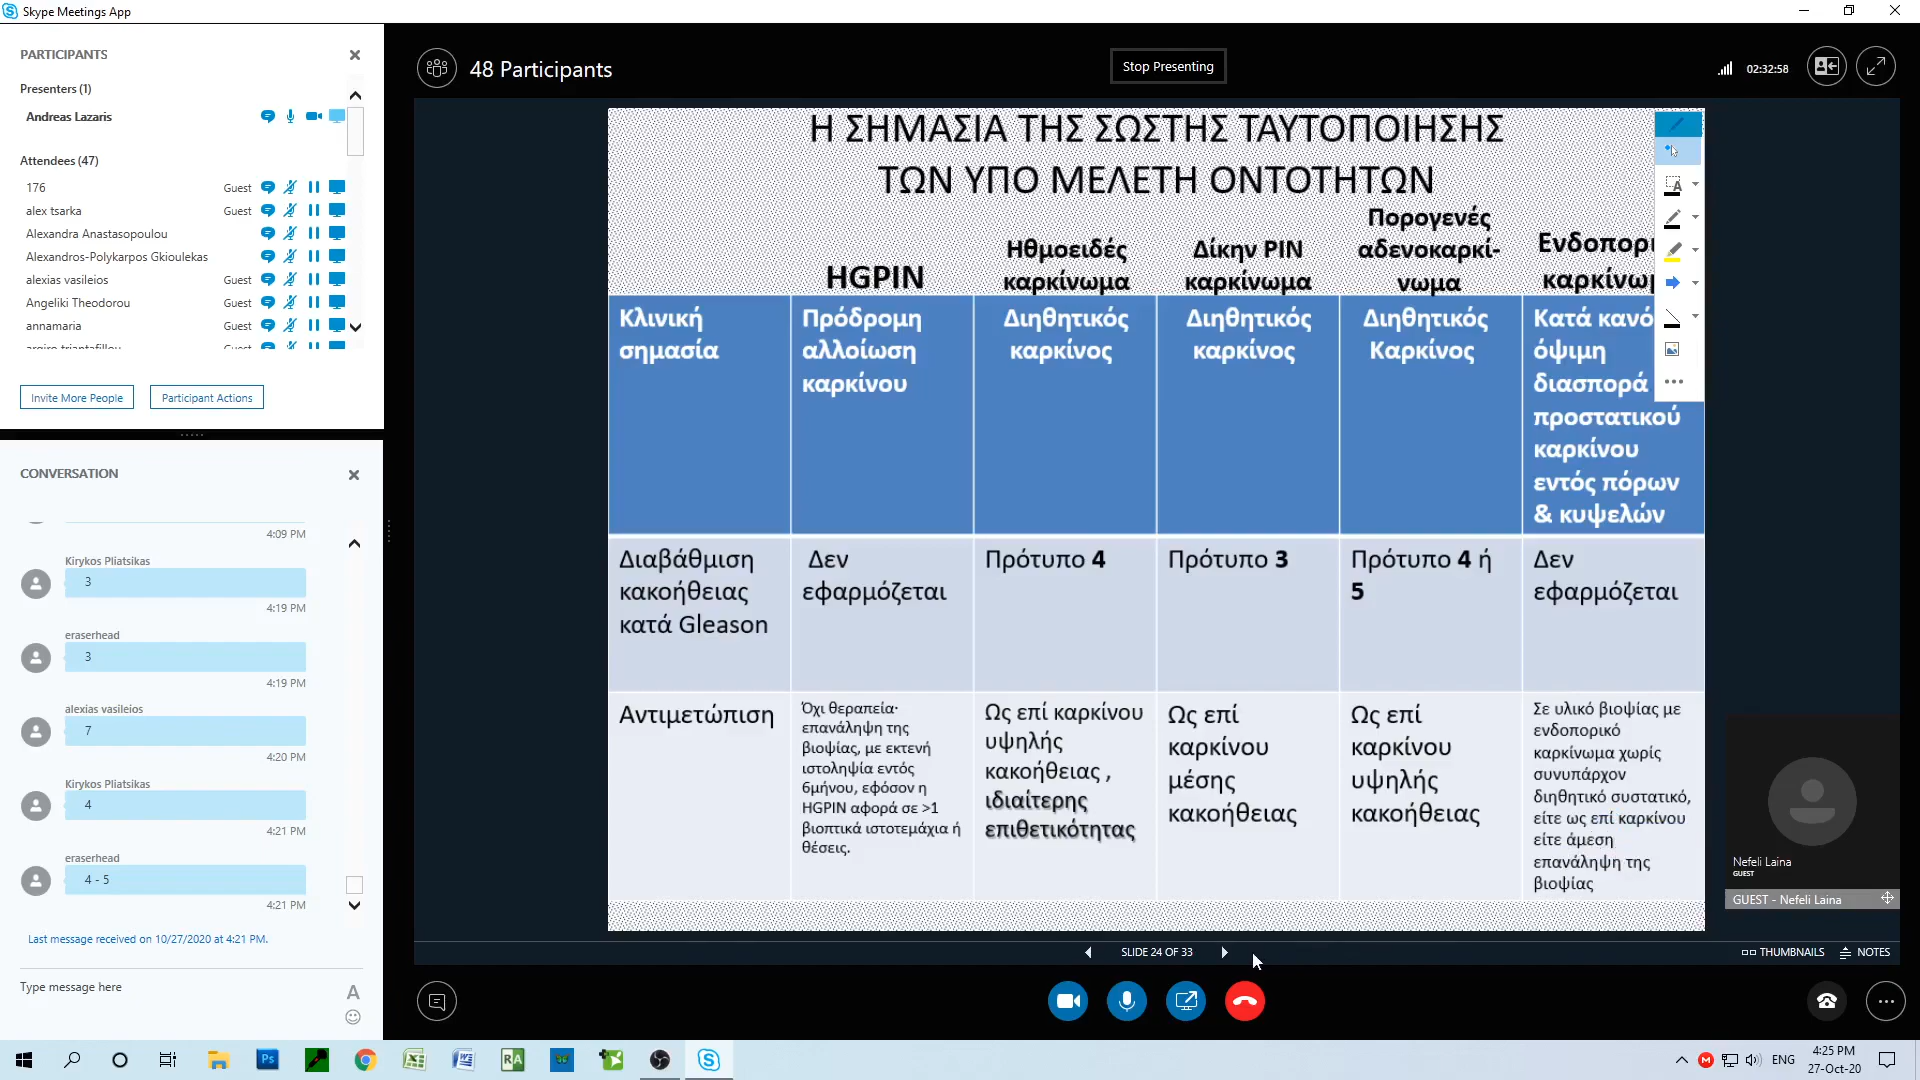 Skype Meetings App
PARTICIPANTS
Presenters (1)
Andreas Lazaris
Attendees (47)
176 Guest
alex tsarka Guest
Alexandra Anastasopoulou
Alexandros-Polykarpos Gkioulekas
alexias vasileios Guest
Angeliki Theodorou Guest
annamaria Guest
Invite More People
Participant Actions
CONVERSATION
4:09 PM
Kirykos Pliatsikas
3
4:19 PM
eraserhead
3
4:19 PM
alexias vasileios
7
4:20 PM
Kirykos Pliatsikas
4
4:21 PM
eraserhead
4 - 5
4:21 PM
Last message received on 10/27/2020 at 4:21 PM.
Type message here
48 Participants
Stop Presenting
02:32:58
Η ΣΗΜΑΣΙΑ ΤΗΣ ΣΩΣΤΗΣ ΤΑΥΤΟΠΟΙΗΣΗΣ
ΤΩΝ ΥΠΟ ΜΕΛΕΤΗ ΟΝΤΟΤΗΤΩΝ
HGPIN
Ηθμοειδές
καρκίνωμα
Δίκην PIN
καρκίνωμα
Πορογενές
αδενοκαρκί-
νωμα
Ενδοπορι
καρκίνωμ
Κλινική
σημασία
Πρόδρομη
αλλοίωση
καρκίνου
Διηθητικός
καρκίνος
Διηθητικός
καρκίνος
Διηθητικός
Καρκίνος
Κατά κανό
όψιμη
διασπορά
προστατικού
καρκίνου
εντός πόρων
& κυψελών
Διαβάθμιση
κακοήθειας
κατά Gleason
Δεν
εφαρμόζεται
Πρότυπο 4
Πρότυπο 3
Πρότυπο 4 ή
5
Δεν
εφαρμόζεται
Αντιμετώπιση
Όχι θεραπεία·
επανάληψη της
βιοψίας, με εκτενή
ιστοληψία εντός
6μήνου, εφόσον η
HGPIN αφορά σε >1
βιοπτικά ιστοτεμάχια ή
θέσεις.
Ως επί καρκίνου
υψηλής
κακοήθειας ,
ιδιαίτερης
επιθετικότητας
Ως επί
καρκίνου
μέσης
κακοήθειας
Ως επί
καρκίνου
υψηλής
κακοήθειας
Σε υλικό βιοψίας με
ενδοπορικό
καρκίνωμα χωρίς
συνυπάρχον
διηθητικό συστατικό,
είτε ως επί καρκίνου
είτε άμεση
επανάληψη της
βιοψίας
Nefeli Laina
GUEST
GUEST - Nefeli Laina
SLIDE 24 OF 33
THUMBNAILS
NOTES
ENG
4:25 PM
27-Oct-20